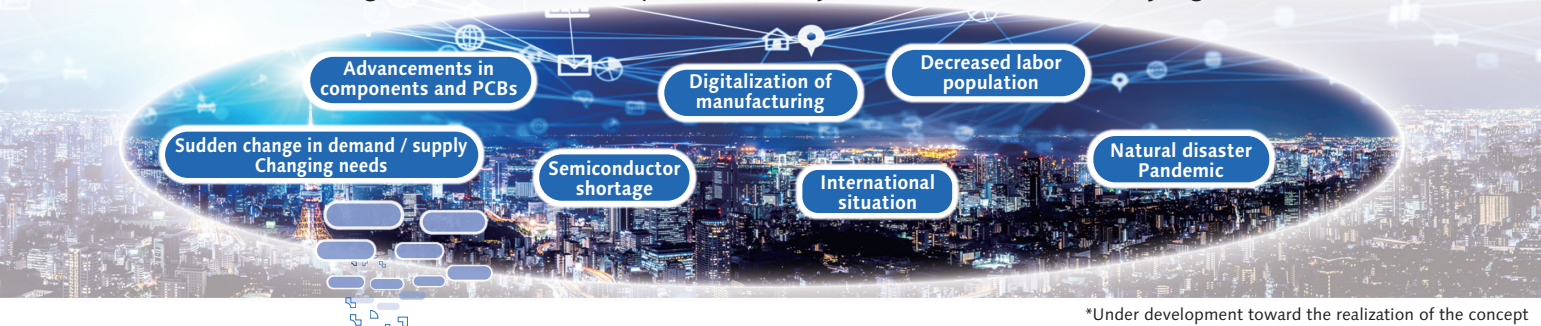 Advancements in
components and PCBs
Digitalization of
manufacturing
Decreased labor
population
Sudden change in demand / supply
Changing needs
Semiconductor
shortage
International
situation
Natural disaster
Pandemic
*Under development toward the realization of the concept